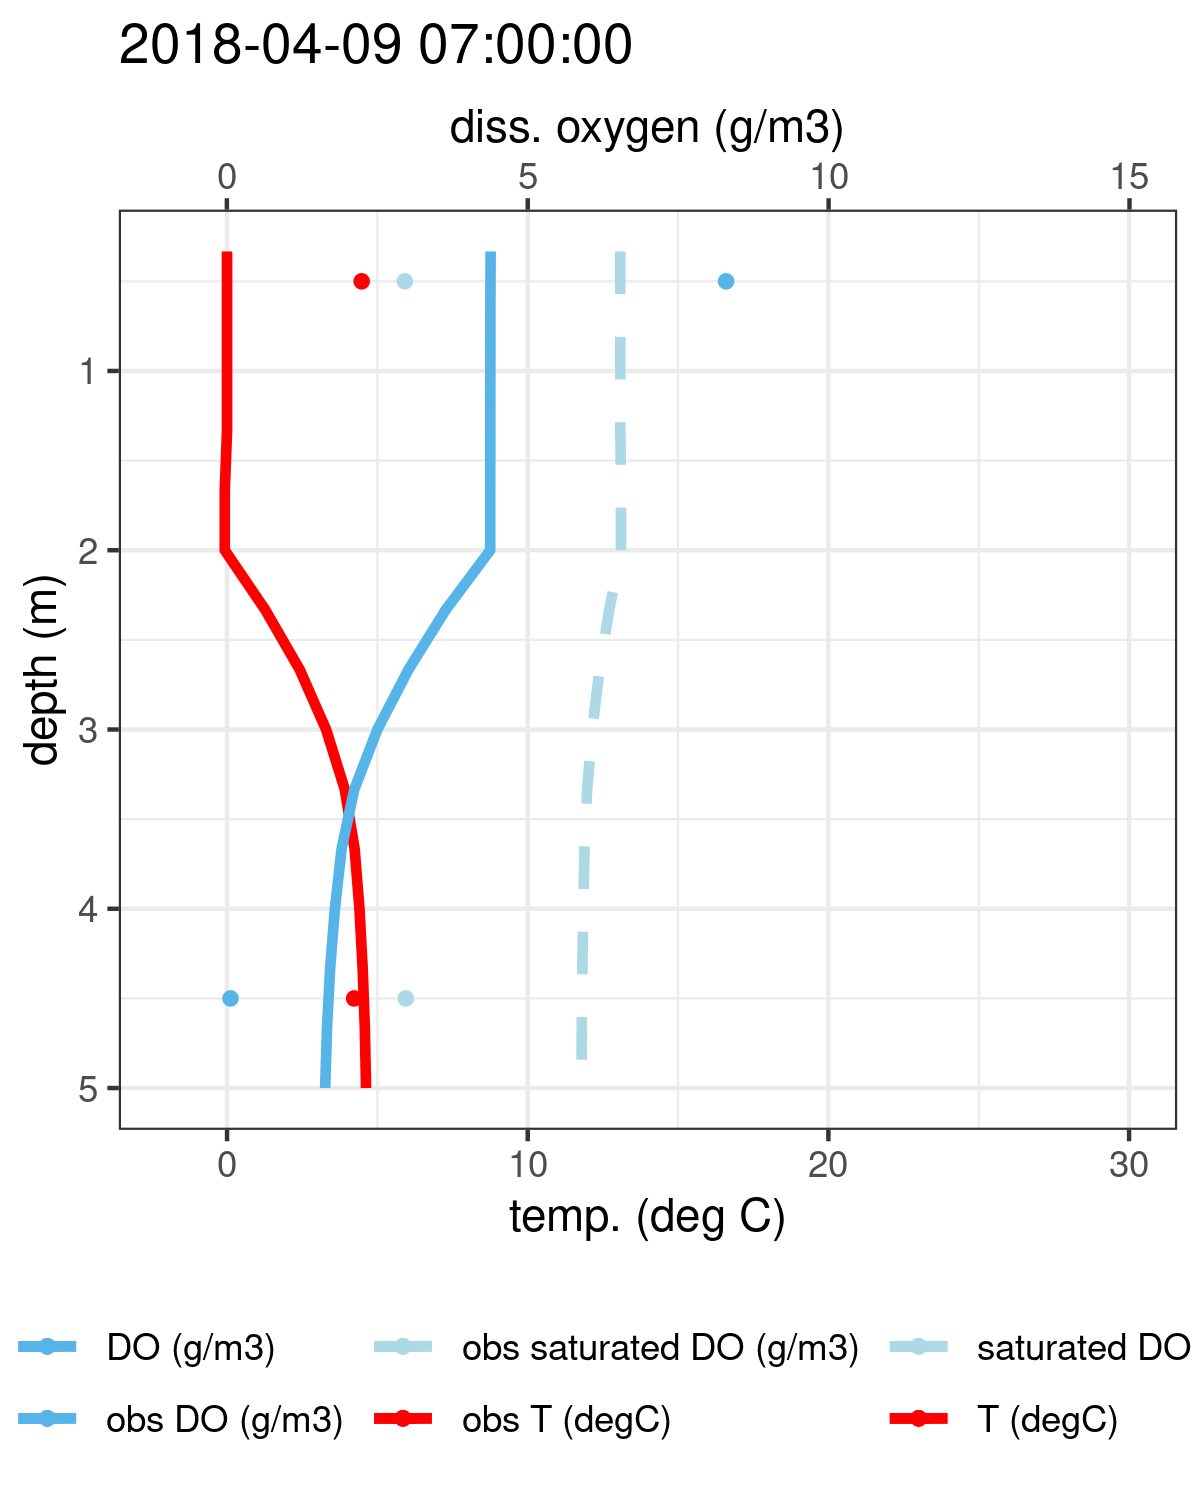 2018-04-09 07:00:00
diss. oxygen (g/m3)
0 5 10 15
depth (m)
1
2
3
4
5
0 10 20 30
temp. (deg C)
DO (g/m3) obs saturated DO (g/m3) saturated DO
obs DO (g/m3) obs T (degC) T (degC)